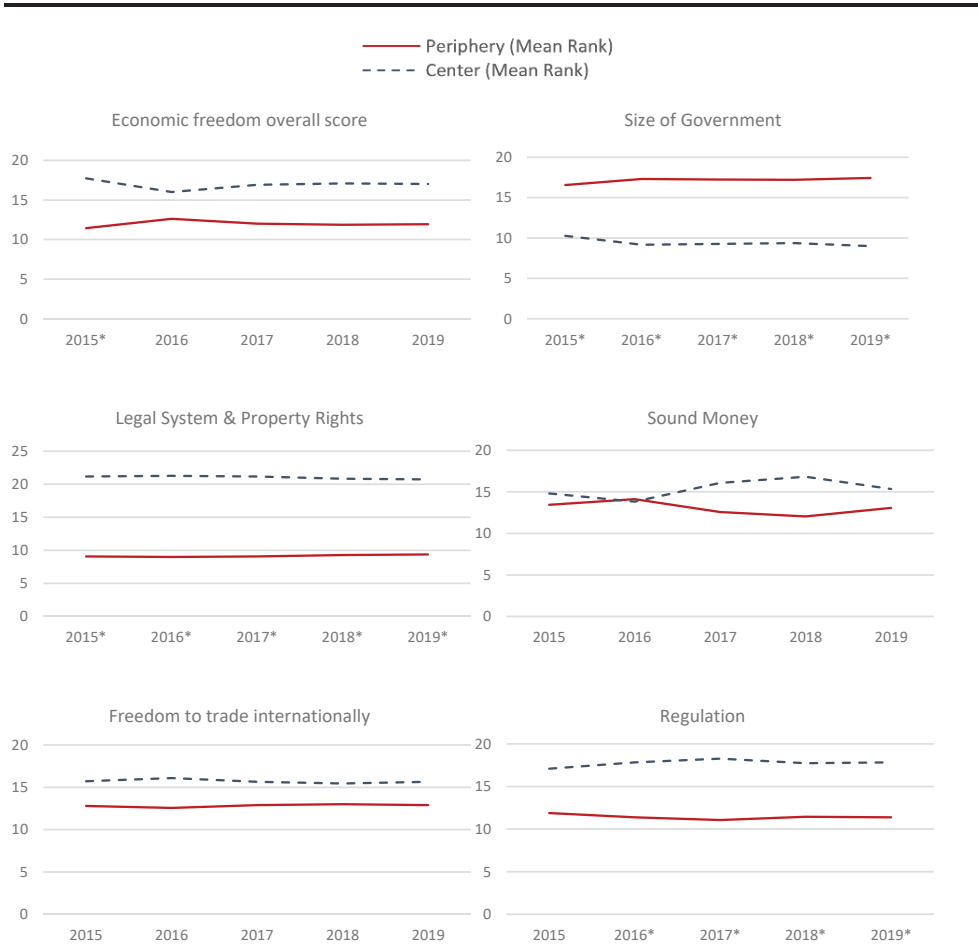 Periphery (Mean Rank)
Center (Mean Rank)
Economic freedom overall score
20
15
10
5
0
2015* 2016 2017 2018 2019
Size of Government
20
15
10
5
0
2015* 2016* 2017* 2018* 2019*
Legal System & Property Rights
25
20
15
10
5
0
2015* 2016* 2017* 2018* 2019*
Sound Money
20
15
10
5
0
2015 2016 2017 2018 2019
Freedom to trade internationally
20
15
10
5
0
2015 2016 2017 2018 2019
Regulation
20
15
10
5
0
2015 2016* 2017* 2018* 2019*